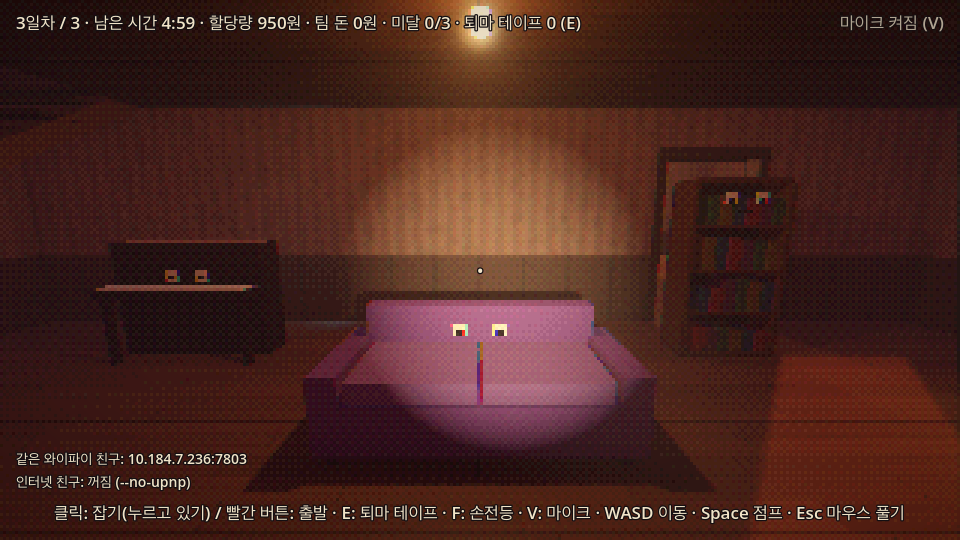 3일차 / 3 · 남은 시간 4:59 · 할당량 950원 · 팀 돈 0원 · 미달 0/3 · 퇴마 테이프 0 (E)
마이크 켜짐 (V)
같은 와이파이 친구: 10.184.7.236:7803
인터넷 친구: 꺼짐 (--no-upnp)
클릭: 잡기(누르고 있기) / 빨간 버튼: 출발 · E: 퇴마 테이프 · F: 손전등 · V: 마이크 · WASD 이동 · Space 점프 · Esc 마우스 풀기